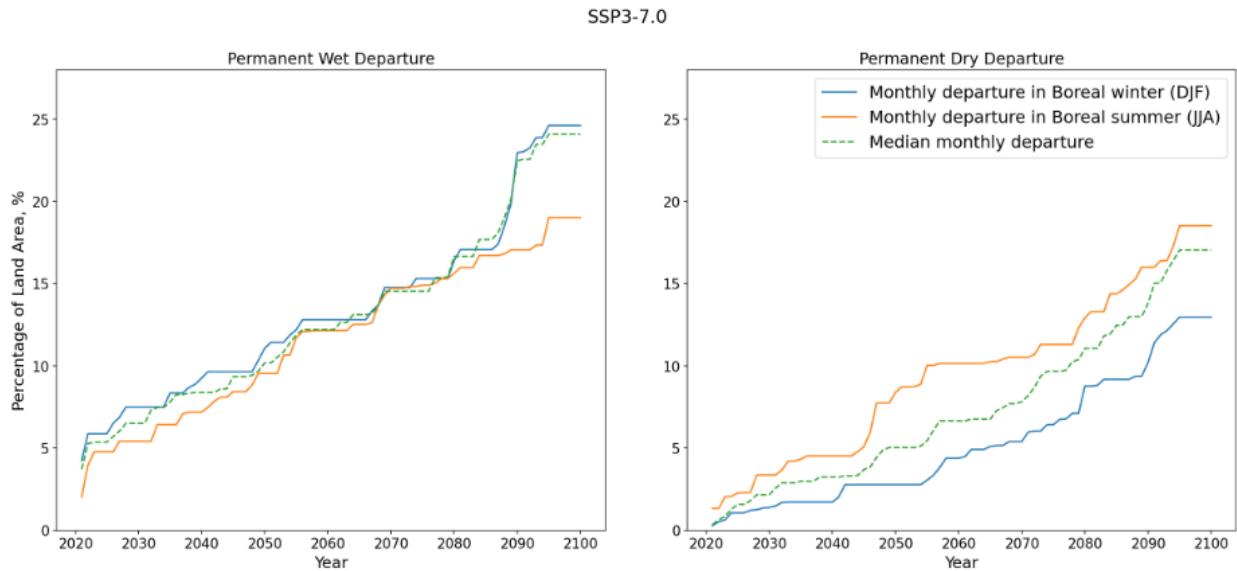 SSP3-7.0
Permanent Wet Departure
Percentage of Land Area, %
25
20
15
10
5
0
2020 2030 2040 2050 2060 2070 2080 2090 2100
Year
Permanent Dry Departure
Monthly departure in Boreal winter (DJF)
Monthly departure in Boreal summer (JJA)
Median monthly departure
25
20
15
10
5
0
2020 2030 2040 2050 2060 2070 2080 2090 2100
Year